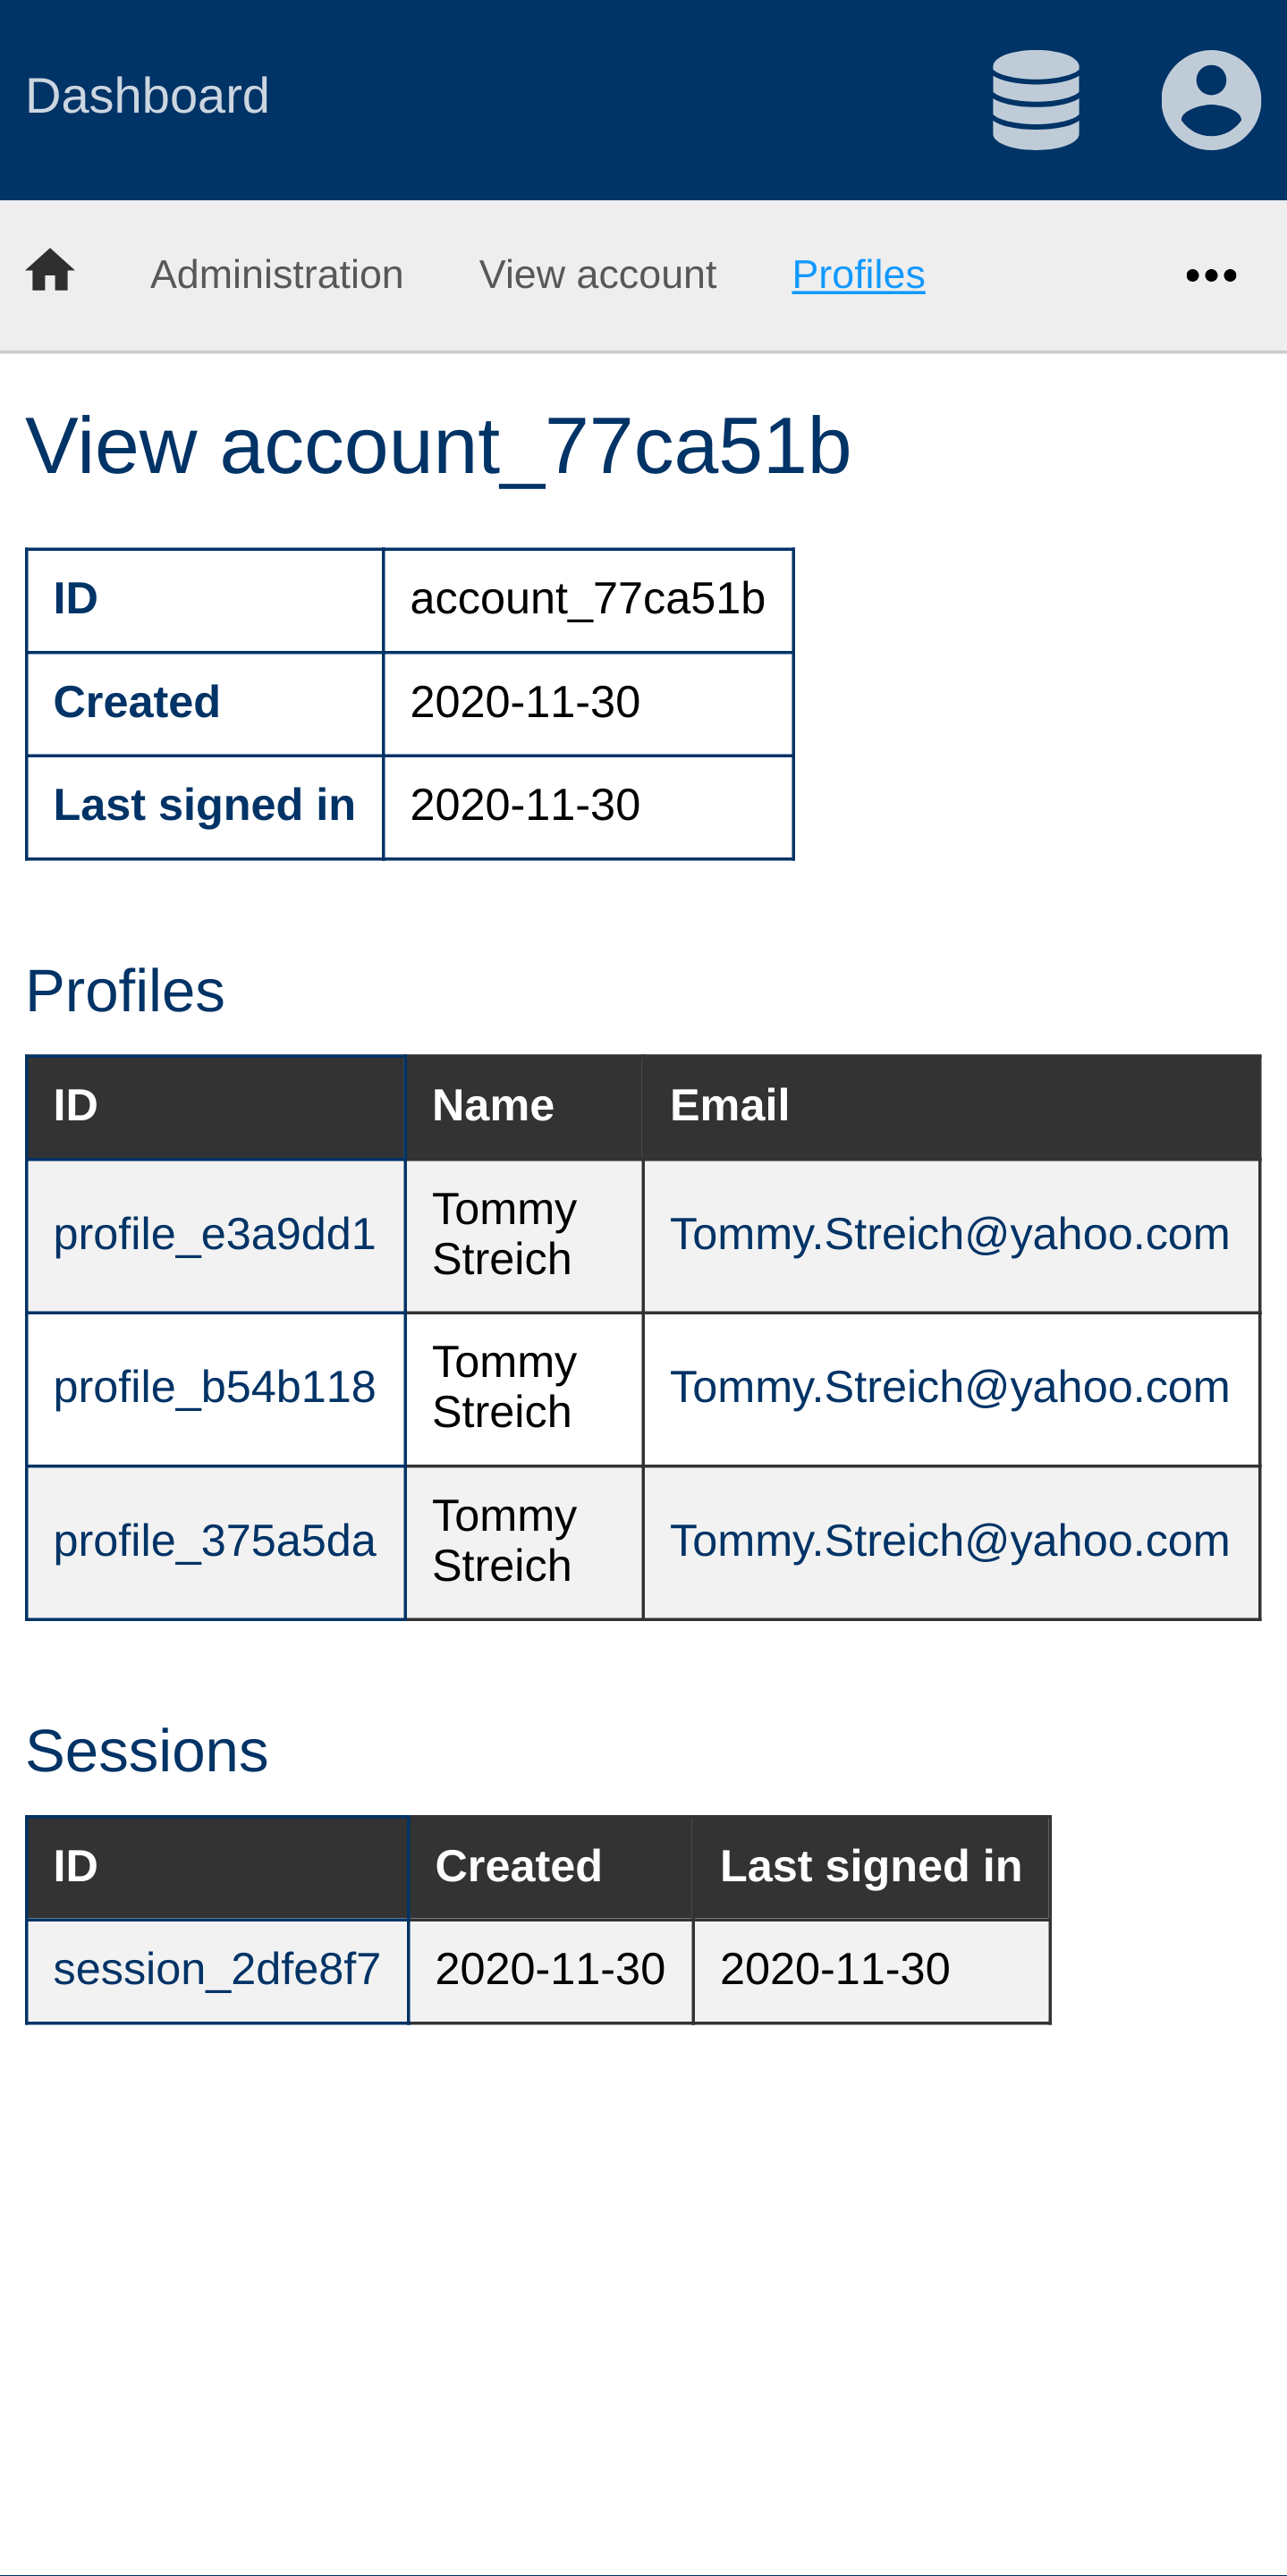 Dashboard
Administration View account Profiles
View account_77ca51b
ID account_77ca51b
Created 2020-11-30
Last signed in 2020-11-30
Profiles
ID Name Email
profile_e3a9dd1 Tommy Streich Tommy.Streich@yahoo.com
profile_b54b118 Tommy Streich Tommy.Streich@yahoo.com
profile_375a5da Tommy Streich Tommy.Streich@yahoo.com
Sessions
ID Created Last signed in
session_2dfe8f7 2020-11-30 2020-11-30